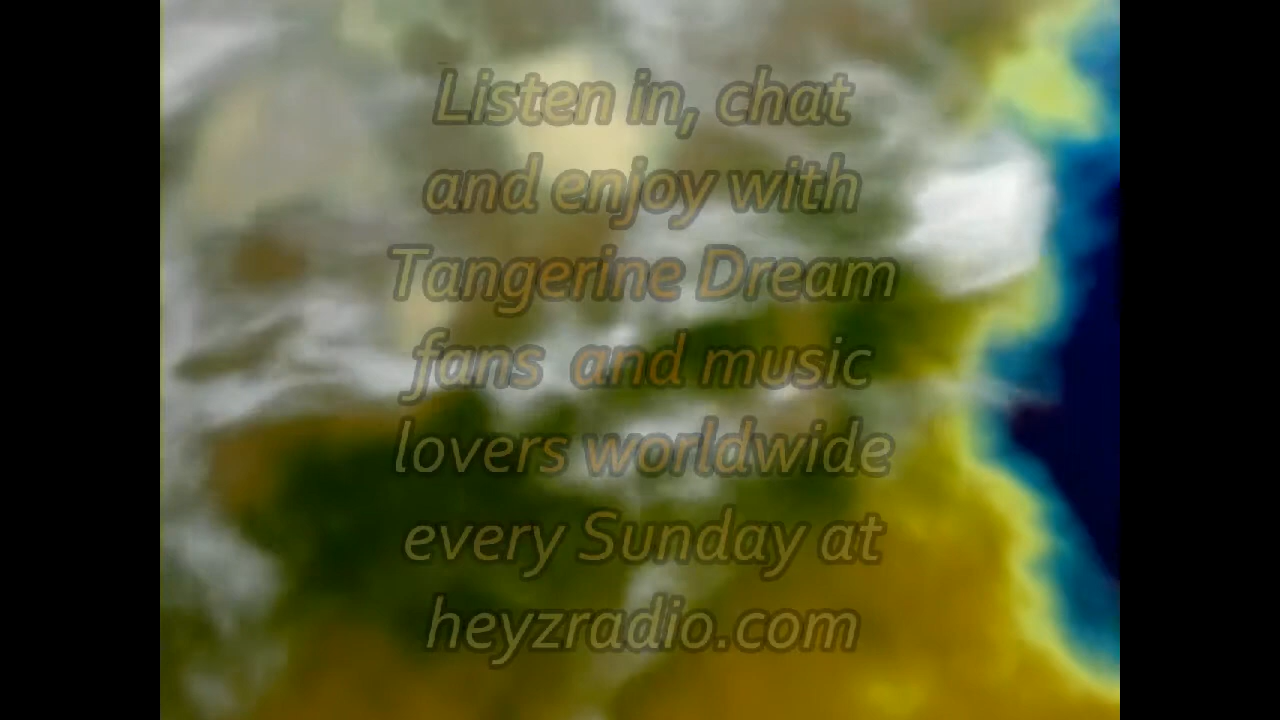 Listen in, chat
and enjoy with
Tangerine Dream
fans and music
lovers worldwide
every Sunday at
heyzradio.com